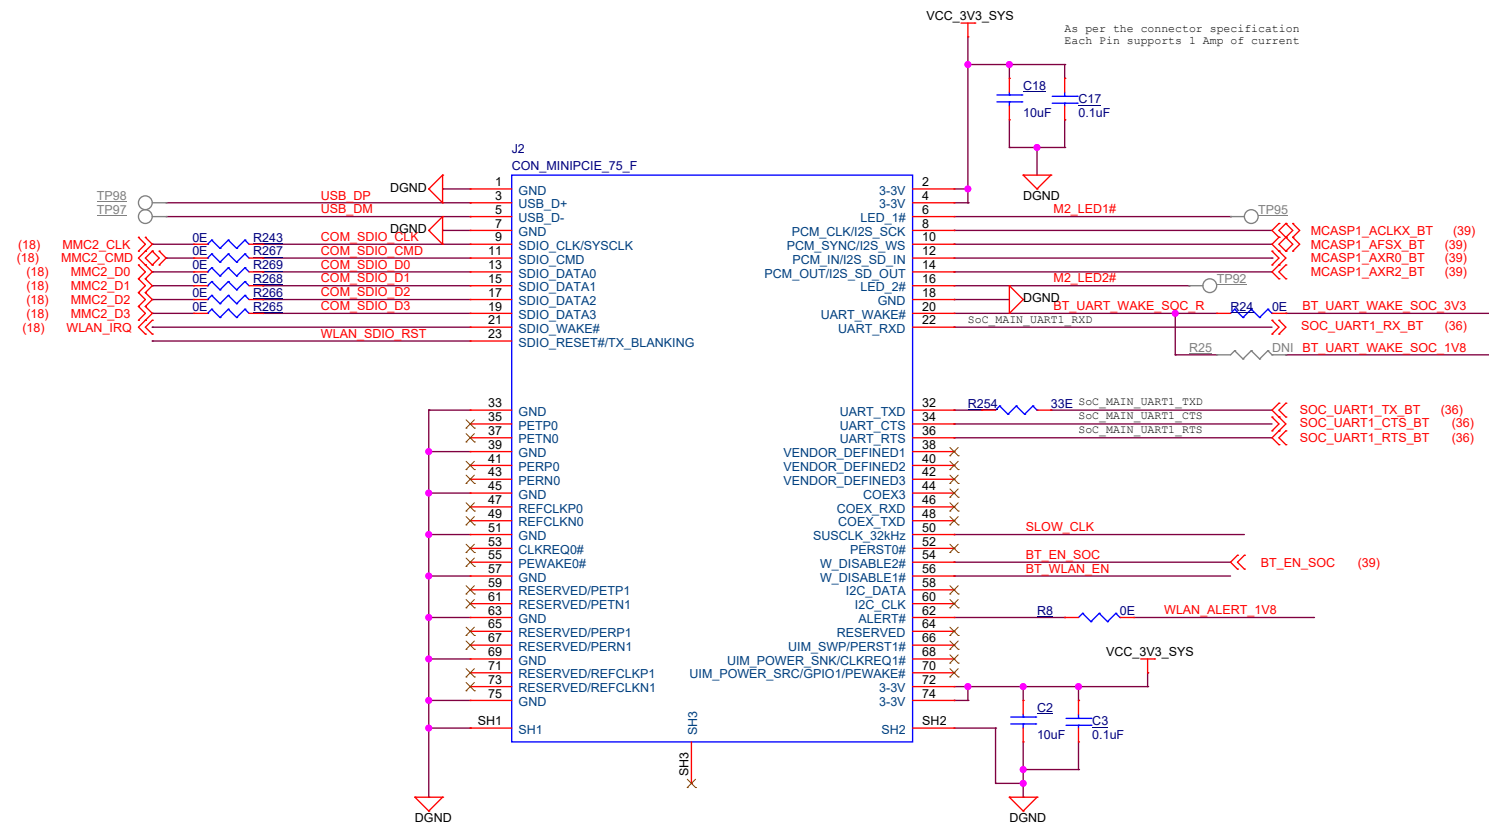 VCC_3V3_SYS
As per the connector specification
Each Pin supports 1 Amp of current
C18
10uF
C17
0.1uF
DGND
J2
CON_MINIPCIE_75_F
DGND 1 GND
TP98 USB_DP 3 USB_D+
TP97 USB_DM 5 USB_D-
DGND 7 GND
(18) MMC2_CLK 0E R243 COM_SDIO_CLK 9 SDIO_CLK/SYSCLK
(18) MMC2_CMD 0E R267 COM_SDIO_CMD 11 SDIO_CMD
(18) MMC2_D0 0E R269 COM_SDIO_D0 13 SDIO_DATA0
(18) MMC2_D1 0E R268 COM_SDIO_D1 15 SDIO_DATA1
(18) MMC2_D2 0E R266 COM_SDIO_D2 17 SDIO_DATA2
(18) MMC2_D3 0E R265 COM_SDIO_D3 19 SDIO_DATA3
(18) WLAN_IRQ 21 SDIO_WAKE#
WLAN_SDIO_RST 23 SDIO_RESET#/TX_BLANKING
33 GND
35 PETP0
37 PETN0
39 GND
41 PERP0
43 PERN0
45 GND
47 REFCLKP0
49 REFCLKN0
51 GND
53 CLKREQ0#
55 PEWAKE0#
57 GND
59 RESERVED/PETP1
61 RESERVED/PETN1
63 GND
65 RESERVED/PERP1
67 RESERVED/PERN1
69 GND
71 RESERVED/REFCLKP1
73 RESERVED/REFCLKN1
75 GND
SH1 SH1
DGND
SH3
SH3
3-3V 2
3-3V 4
LED_1# 6 M2_LED1# TP95
PCM_CLK/I2S_SCK 8 MCASP1_ACLKX_BT (39)
PCM_SYNC/I2S_WS 10 MCASP1_AFSX_BT (39)
PCM_IN/I2S_SD_IN 12 MCASP1_AXR0_BT (39)
PCM_OUT/I2S_SD_OUT 14 MCASP1_AXR2_BT (39)
LED_2# 16 M2_LED2# TP92
GND 18 DGND
UART_WAKE# 20 BT_UART_WAKE_SOC_R R24 0E BT_UART_WAKE_SOC_3V3
UART_RXD 22 SoC_MAIN_UART1_RXD SOC_UART1_RX_BT (36)
R25 DNI BT_UART_WAKE_SOC_1V8
UART_TXD 32 R254 33E SoC_MAIN_UART1_TXD SOC_UART1_TX_BT (36)
UART_CTS 34 SoC_MAIN_UART1_CTS SOC_UART1_CTS_BT (36)
UART_RTS 36 SoC_MAIN_UART1_RTS SOC_UART1_RTS_BT (36)
VENDOR_DEFINED1 38
VENDOR_DEFINED2 40
VENDOR_DEFINED3 42
COEX3 44
COEX_RXD 46
COEX_TXD 48
SUSCLK_32kHz 50 SLOW_CLK
PERST0# 52
W_DISABLE2# 54 BT_EN_SOC BT_EN_SOC (39)
W_DISABLE1# 56 BT_WLAN_EN
I2C_DATA 58
I2C_CLK 60
ALERT# 62 R8 0E WLAN_ALERT_1V8
RESERVED 64
UIM_SWP/PERST1# 66
UIM_POWER_SNK/CLKREQ1# 68
UIM_POWER_SRC/GPIO1/PEWAKE# 70
3-3V 72
3-3V 74
SH2 SH2
VCC_3V3_SYS
C2
10uF
C3
0.1uF
DGND